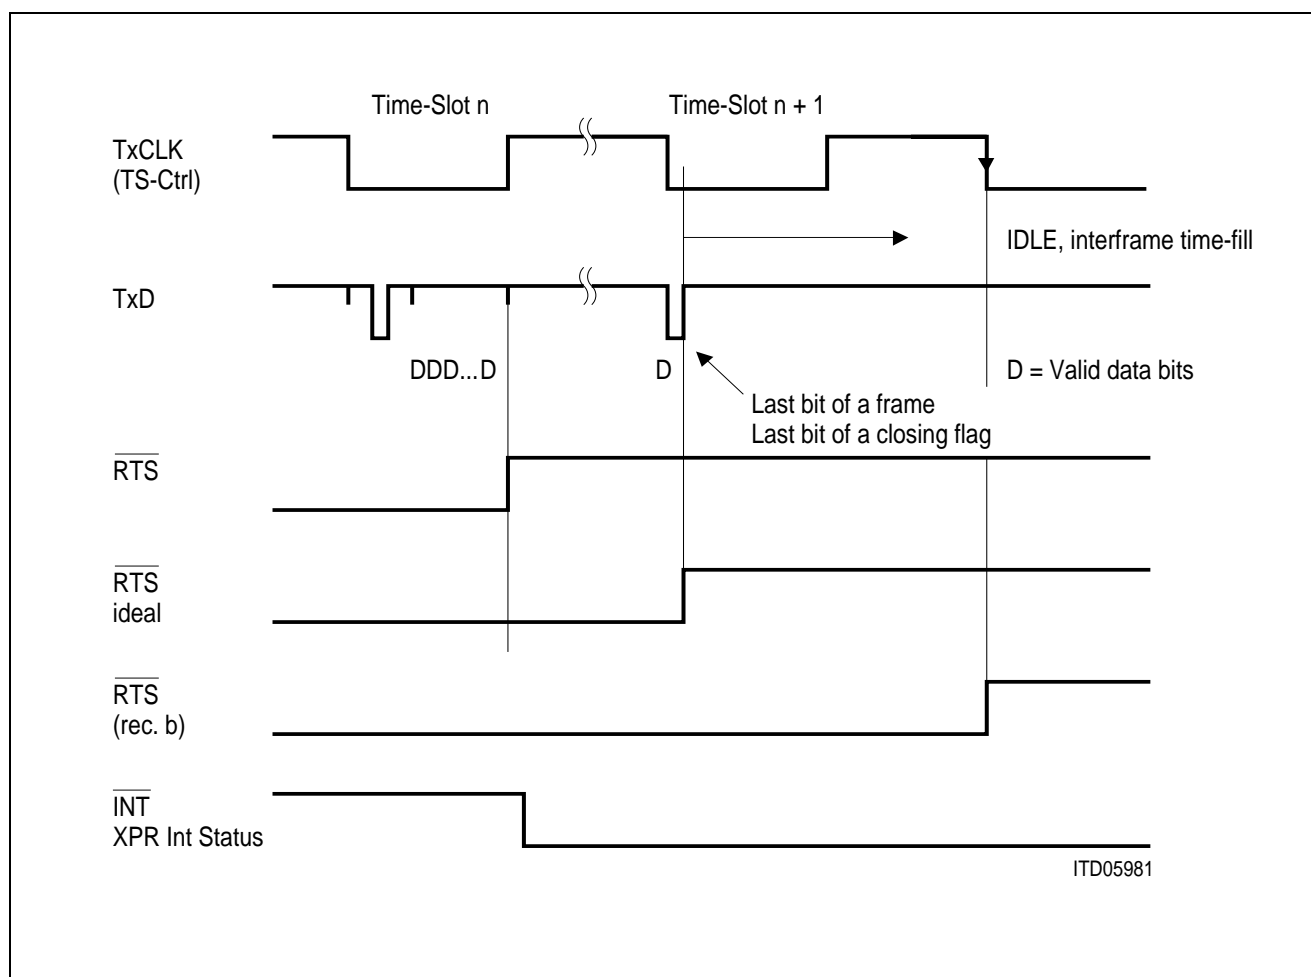 Time-Slot n
Time-Slot n + 1
TxCLK
(TS-Ctrl)
IDLE, interframe time-fill
TxD
DDD...D
D
D = Valid data bits
Last bit of a frame
Last bit of a closing flag
RTS
RTS
ideal
RTS
(rec. b)
INT
XPR Int Status
ITD05981